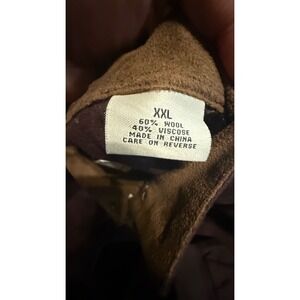 XXL
60% WOOL
40% VISCOSE
MADE IN CHINA
CARE ON REVERSE